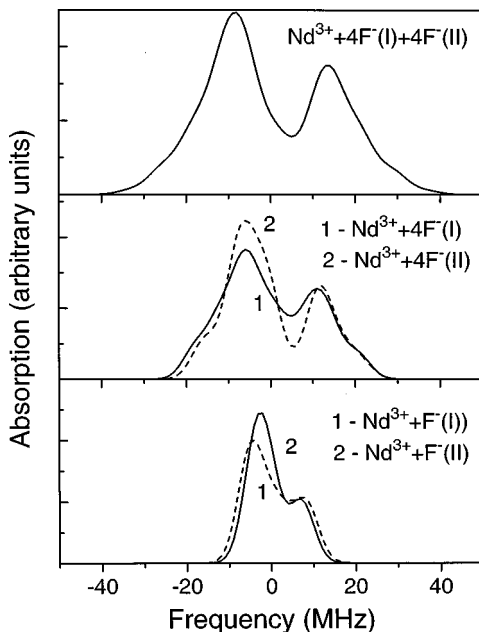 Nd³⁺+4F⁻(I)+4F⁻(II)
2
1 - Nd³⁺+4F⁻(I)
2 - Nd³⁺+4F⁻(II)
1
1 - Nd³⁺+F⁻(I))
2 - Nd³⁺+F⁻(II)
2
1
Absorption (arbitrary units)
-40 -20 0 20 40
Frequency (MHz)